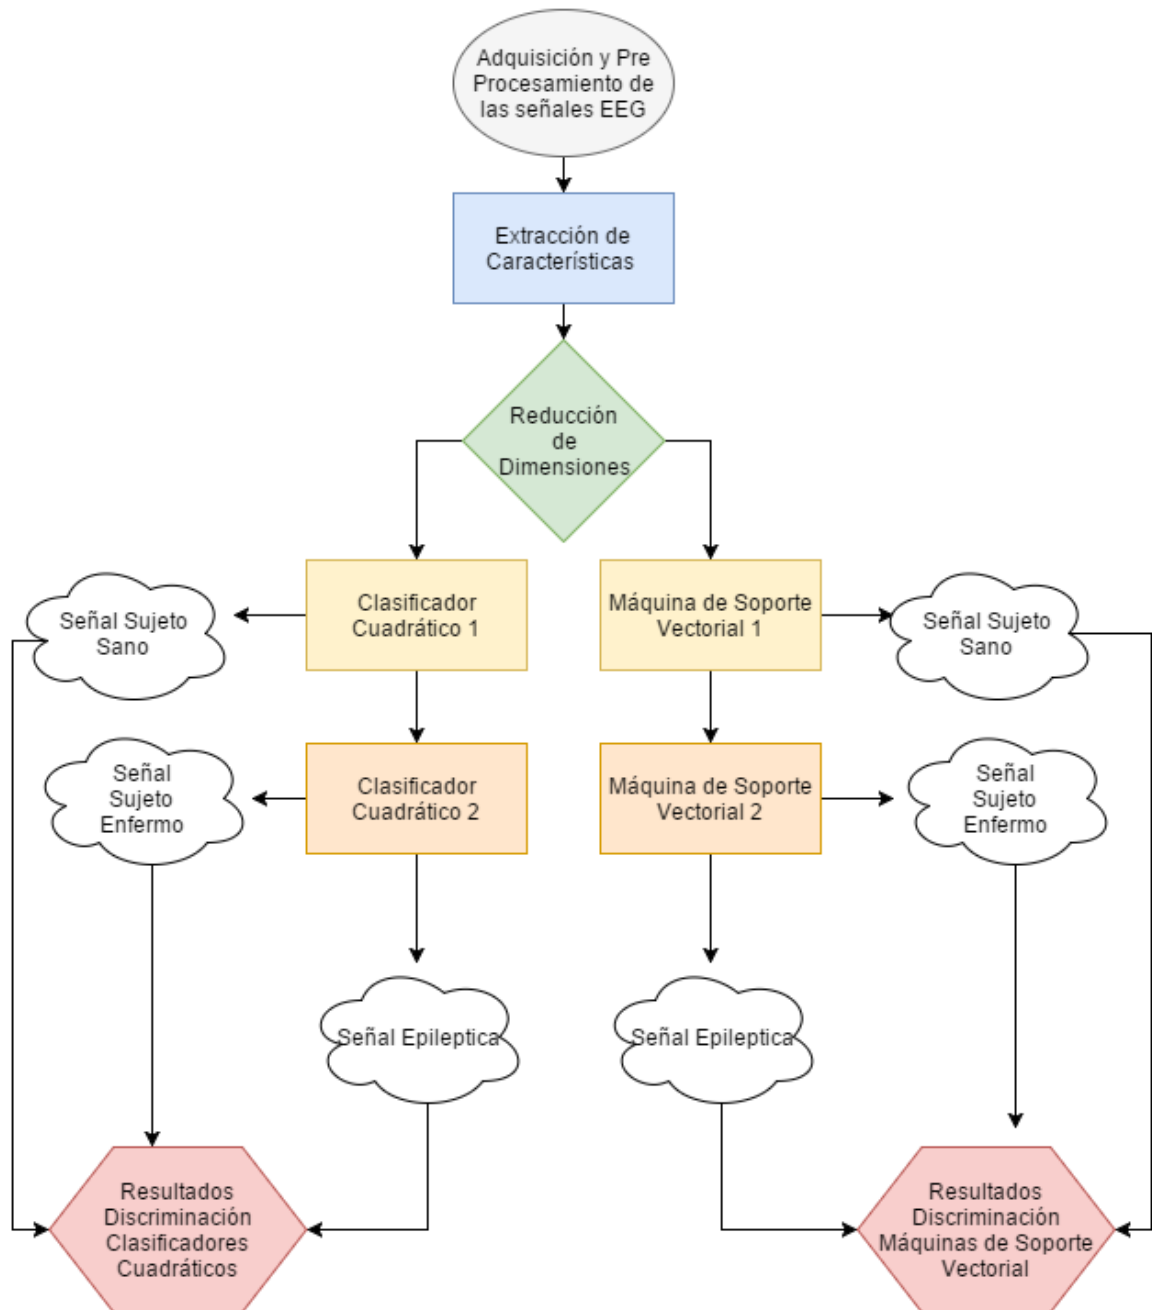 Adquisición y Pre
Procesamiento de
las señales EEG
Extracción de
Características
Reducción
de
Dimensiones
Clasificador
Cuadrático 1
Máquina de Soporte
Vectorial 1
Señal Sujeto
Sano
Señal Sujeto
Sano
Señal
Sujeto
Enfermo
Clasificador
Cuadrático 2
Máquina de Soporte
Vectorial 2
Señal
Sujeto
Enfermo
Señal Epileptica
Señal Epileptica
Resultados
Discriminación
Clasificadores
Cuadráticos
Resultados
Discriminación
Máquinas de Soporte
Vectorial